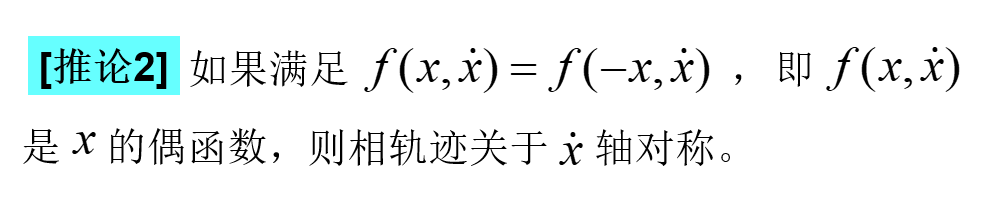 [推论2] 如果满足 f(x,ẋ) = f(−x,ẋ) ，即 f(x,ẋ)
是 x 的偶函数，则相轨迹关于 ẋ 轴对称。